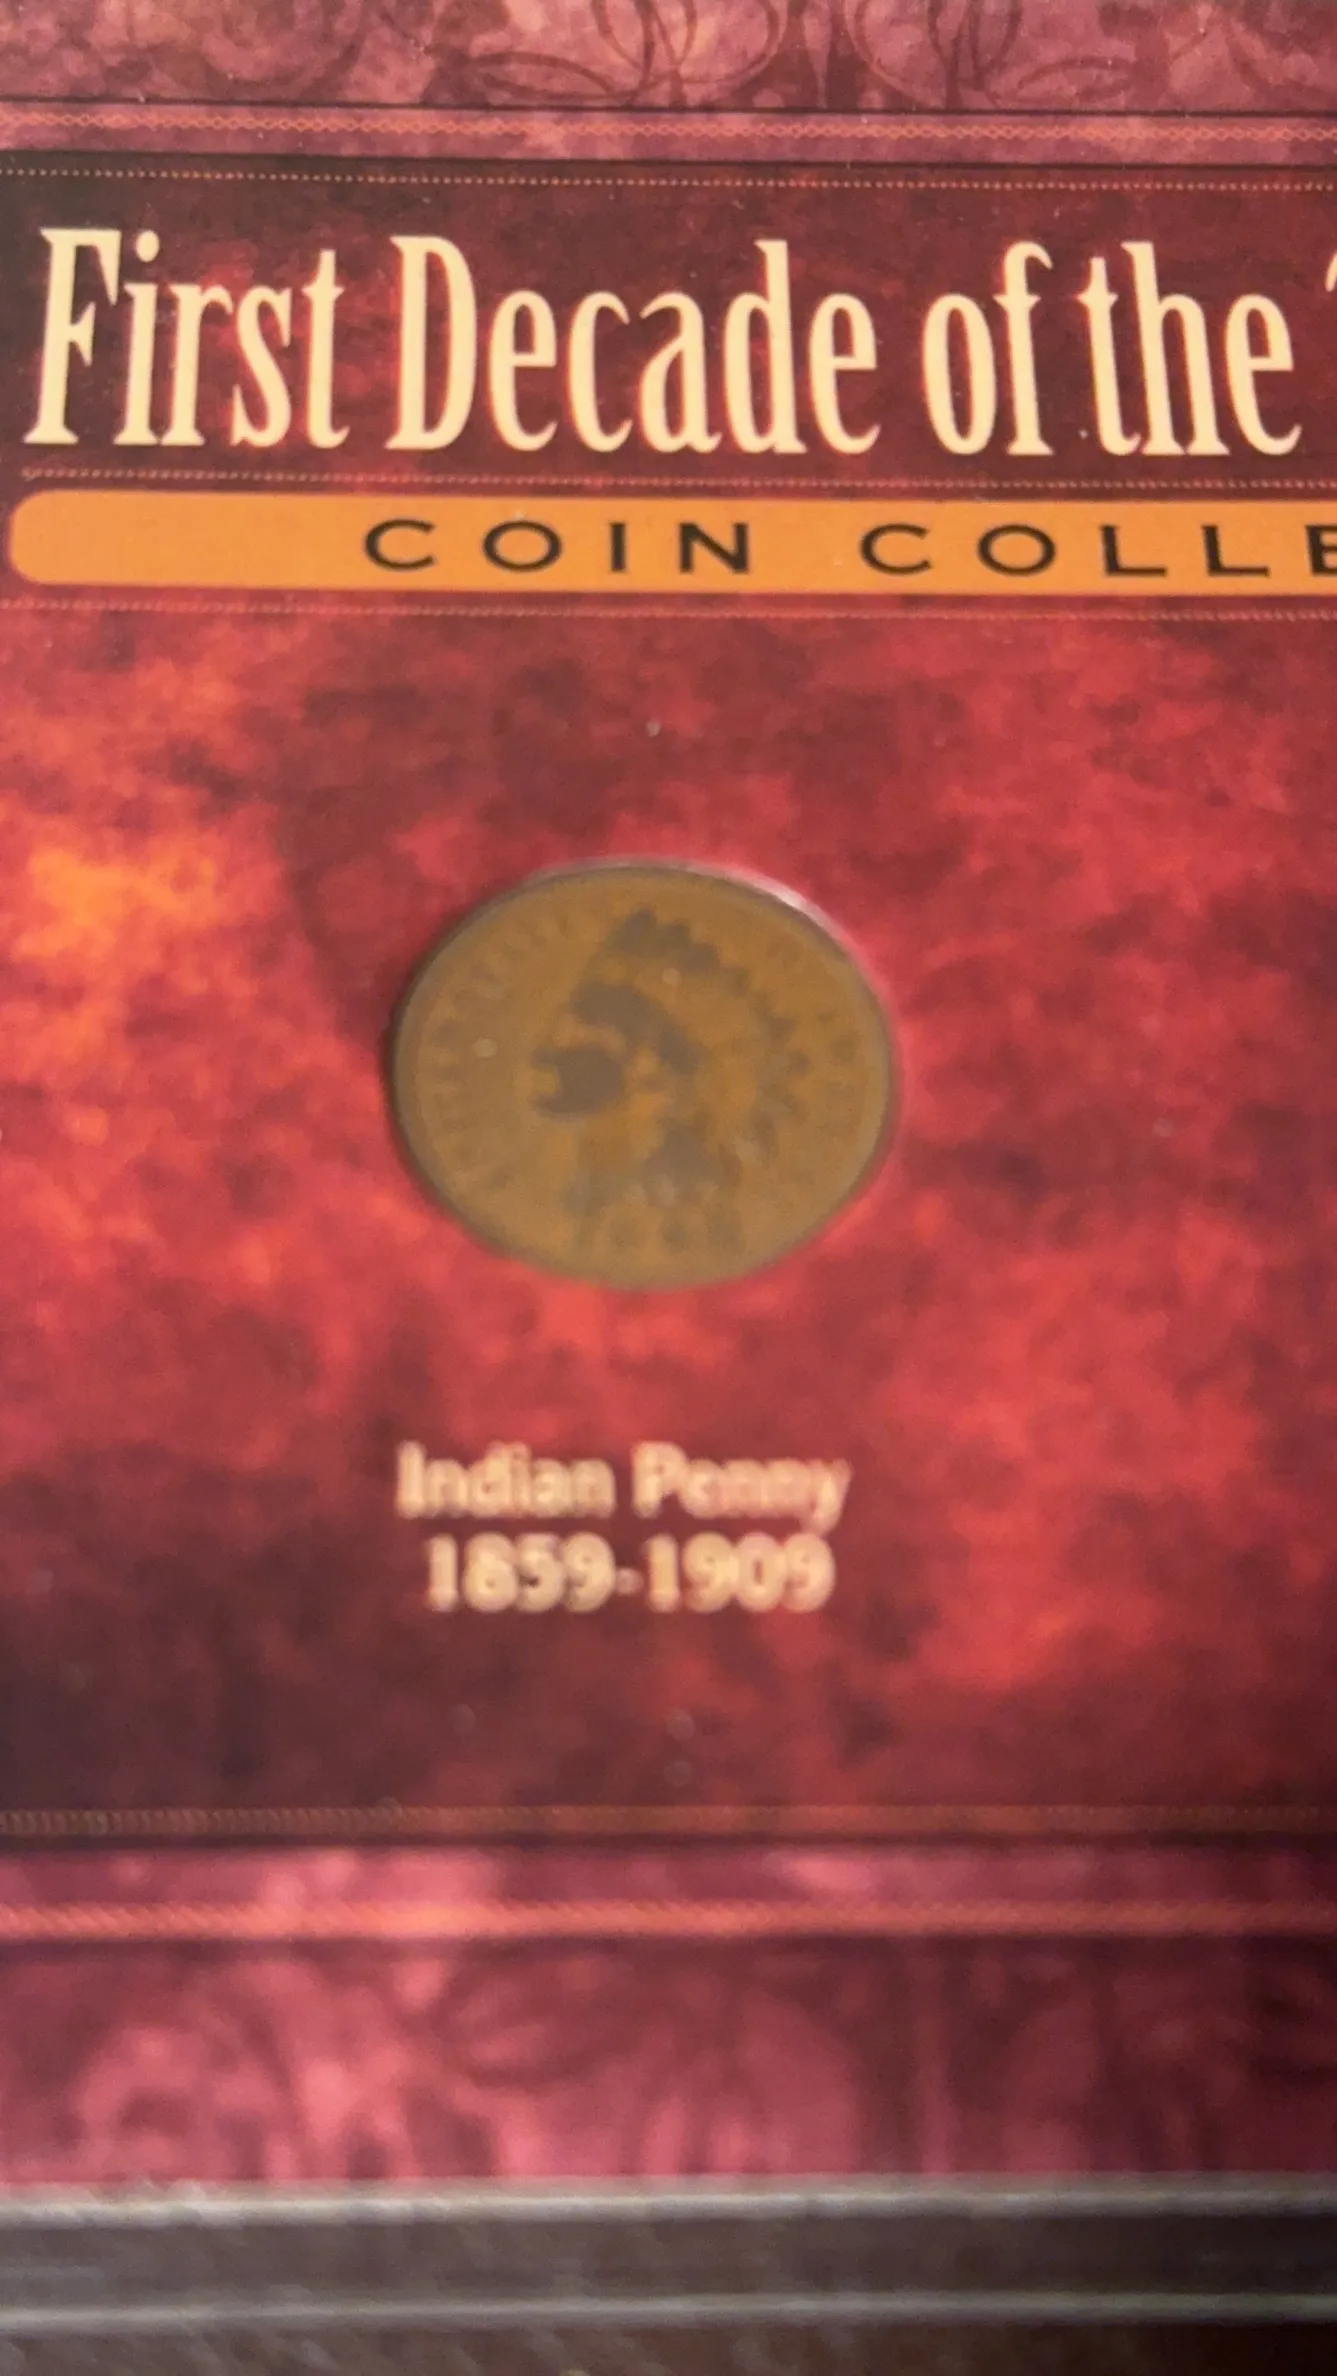 First Decade of the
COIN COLLE
Indian Penny
1859-1909